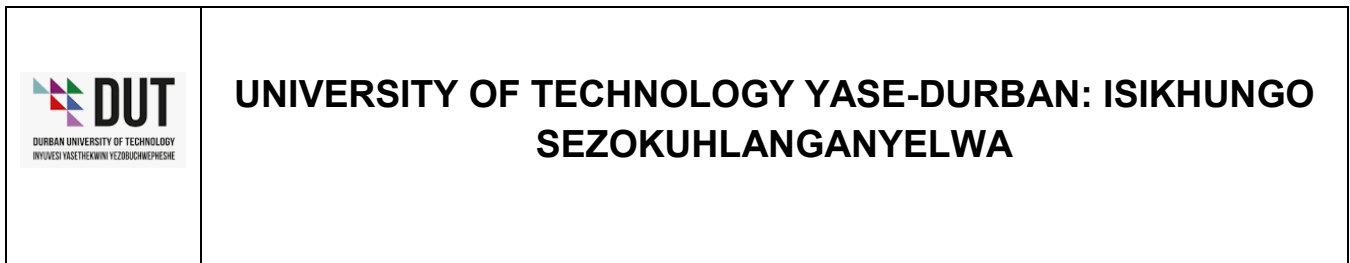 DUT
DURBAN UNIVERSITY OF TECHNOLOGY
INYUVESI YASETHEKWINI YEZOBUCHWEPHESHE
UNIVERSITY OF TECHNOLOGY YASE-DURBAN: ISIKHUNGO
SEZOKUHLANGANYELWA